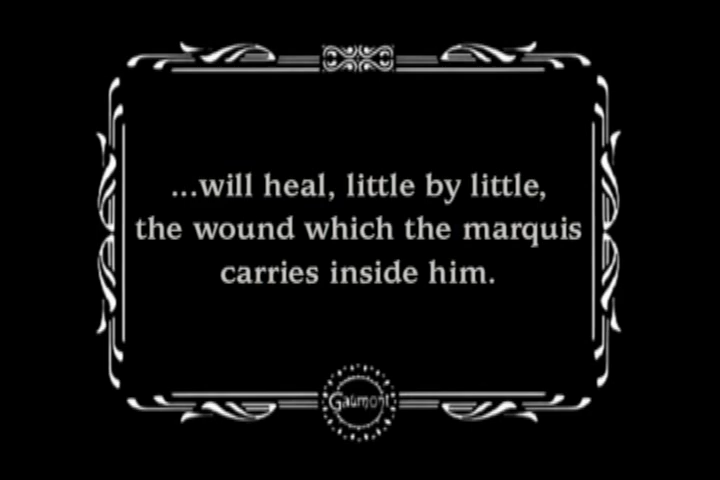 ...will heal, little by little,
the wound which the marquis
carries inside him.
Gaumont